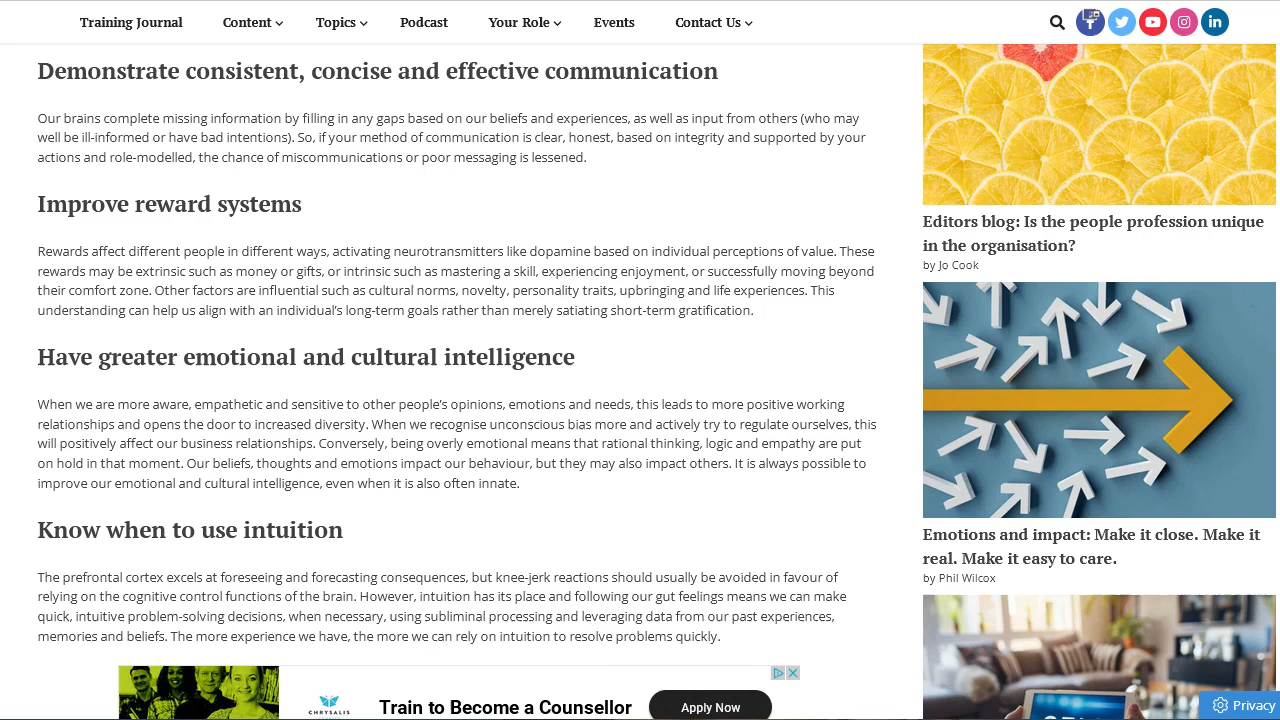 Training Journal Content Topics Podcast Your Role Events Contact Us
Demonstrate consistent, concise and effective communication
Our brains complete missing information by filling in any gaps based on our beliefs and experiences, as well as input from others (who may
well be ill-informed or have bad intentions). So, if your method of communication is clear, honest, based on integrity and supported by your
actions and role-modelled, the chance of miscommunications or poor messaging is lessened.
Improve reward systems
Rewards affect different people in different ways, activating neurotransmitters like dopamine based on individual perceptions of value. These
rewards may be extrinsic such as money or gifts, or intrinsic such as mastering a skill, experiencing enjoyment, or successfully moving beyond
their comfort zone. Other factors are influential such as cultural norms, novelty, personality traits, upbringing and life experiences. This
understanding can help us align with an individual's long-term goals rather than merely satiating short-term gratification.
Have greater emotional and cultural intelligence
When we are more aware, empathetic and sensitive to other people's opinions, emotions and needs, this leads to more positive working
relationships and opens the door to increased diversity. When we recognise unconscious bias more and actively try to regulate ourselves, this
will positively affect our business relationships. Conversely, being overly emotional means that rational thinking, logic and empathy are put
on hold in that moment. Our beliefs, thoughts and emotions impact our behaviour, but they may also impact others. It is always possible to
improve our emotional and cultural intelligence, even when it is also often innate.
Know when to use intuition
The prefrontal cortex excels at foreseeing and forecasting consequences, but knee-jerk reactions should usually be avoided in favour of
relying on the cognitive control functions of the brain. However, intuition has its place and following our gut feelings means we can make
quick, intuitive problem-solving decisions, when necessary, using subliminal processing and leveraging data from our past experiences,
memories and beliefs. The more experience we have, the more we can rely on intuition to resolve problems quickly.
CHRYSALIS
Train to Become a Counsellor
Apply Now
Editors blog: Is the people profession unique
in the organisation?
by Jo Cook
Emotions and impact: Make it close. Make it
real. Make it easy to care.
by Phil Wilcox
Privacy